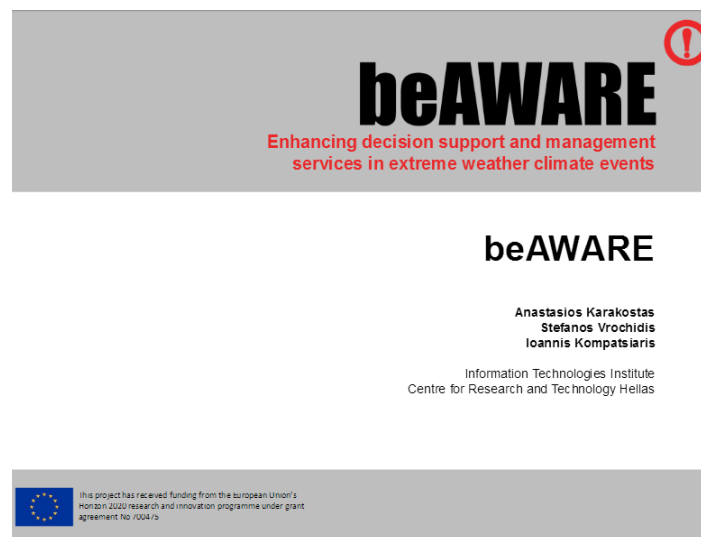 beAWARE
Enhancing decision support and management
services in extreme weather climate events
beAWARE
Anastasios Karakostas
Stefanos Vrochidis
Ioannis Kompatsiaris
Information Technologies Institute
Centre for Research and Technology Hellas
This project has received funding from the European Union's
Horizon 2020 research and innovation programme under grant
agreement No 700475